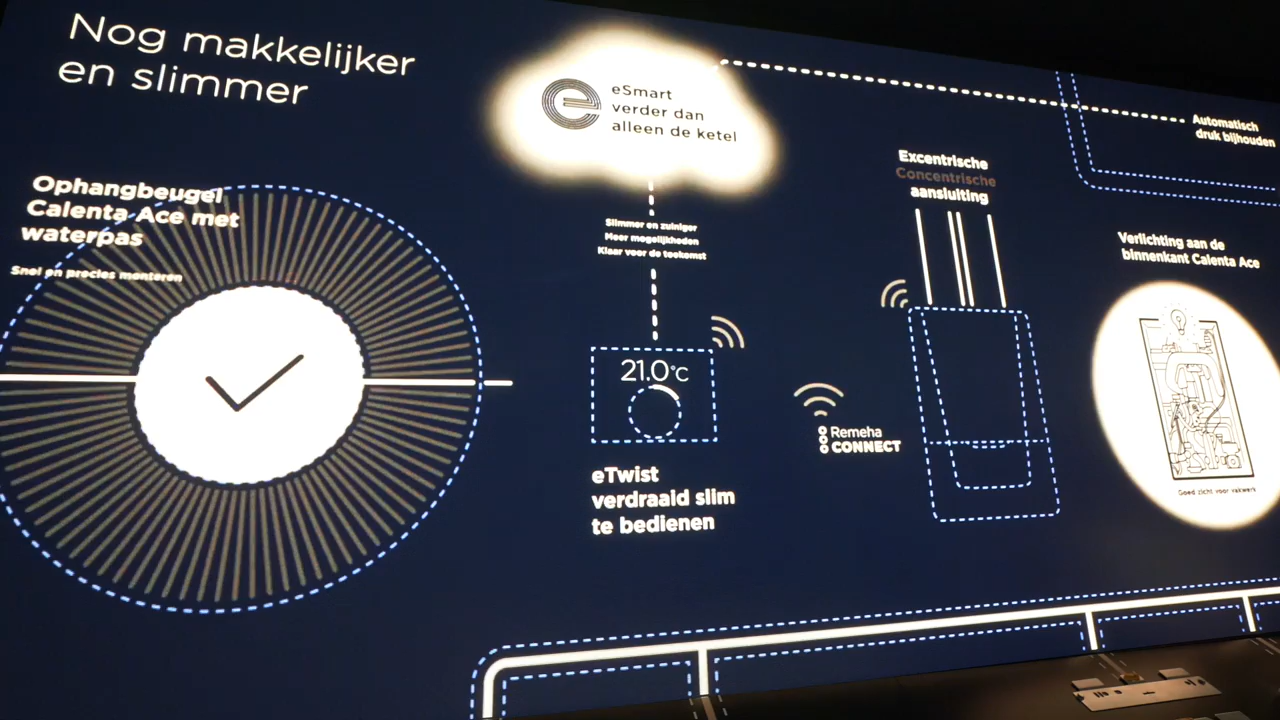 Nog makkelijker
en slimmer
eSmart
verder dan
alleen de ketel
Automatisch
druk bijhouden
Ophangbeugel
Calenta Ace met
waterpas
Snel en precies monteren
Slimmer en zuiniger
Meer mogelijkheden
Klaar voor de toekomst
Excentrische
Concentrische
aansluiting
Verlichting aan de
binnenkant Calenta Ace
21.0°C
Remeha
CONNECT
eTwist
verdraaid slim
te bedienen
Goed zicht voor vakwerk